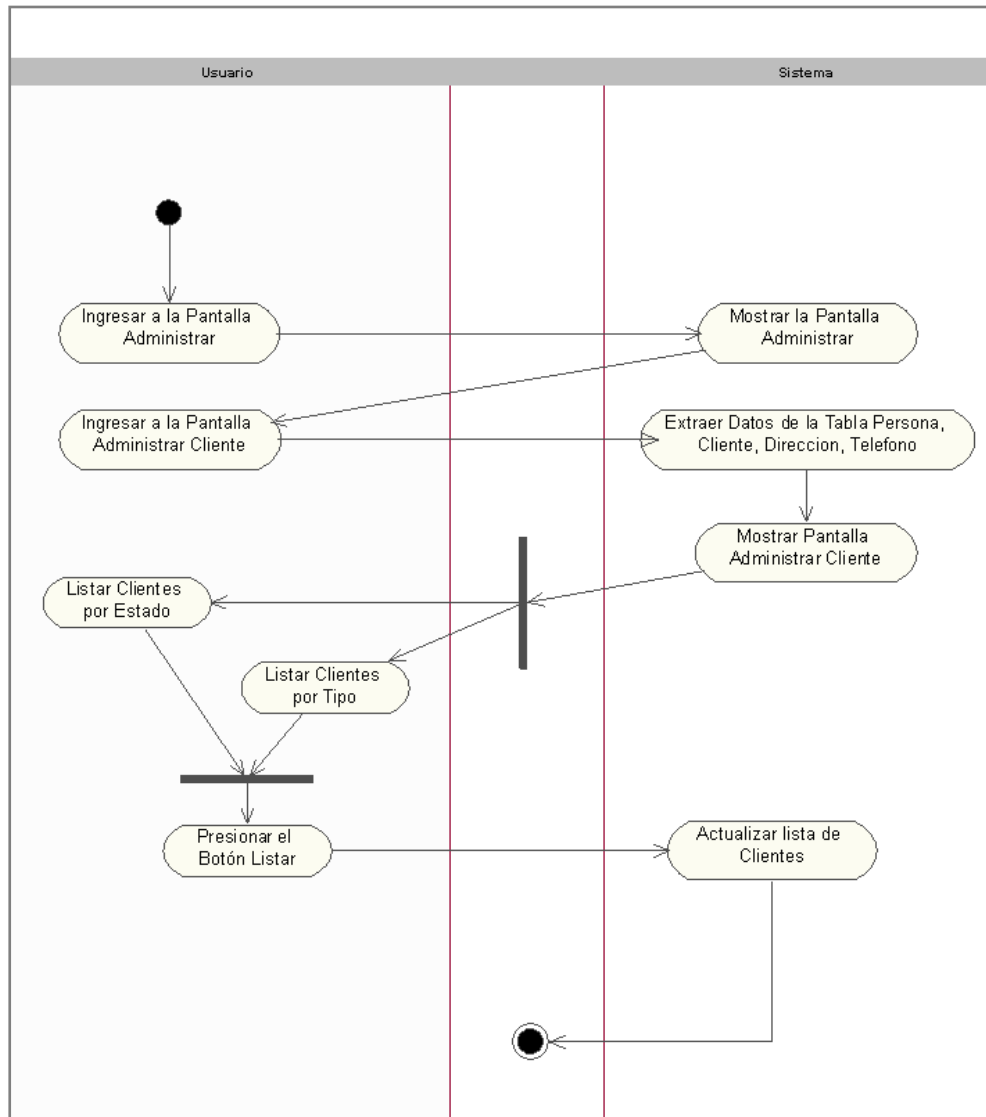 Usuario
Sistema
Ingresar a la Pantalla
Administrar
Mostrar la Pantalla
Administrar
Ingresar a la Pantalla
Administrar Cliente
Extraer Datos de la Tabla Persona,
Cliente, Direccion, Telefono
Mostrar Pantalla
Administrar Cliente
Listar Clientes
por Estado
Listar Clientes
por Tipo
Presionar el
Botón Listar
Actualizar lista de
Clientes